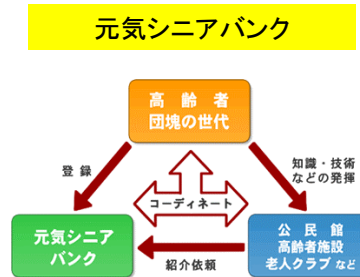 元気シニアバンク
高齢者
団塊の世代
登録
知識・技術
などの発揮
コーディネート
元気シニア
バンク
公民館
高齢者施設
老人クラブ など
紹介依頼